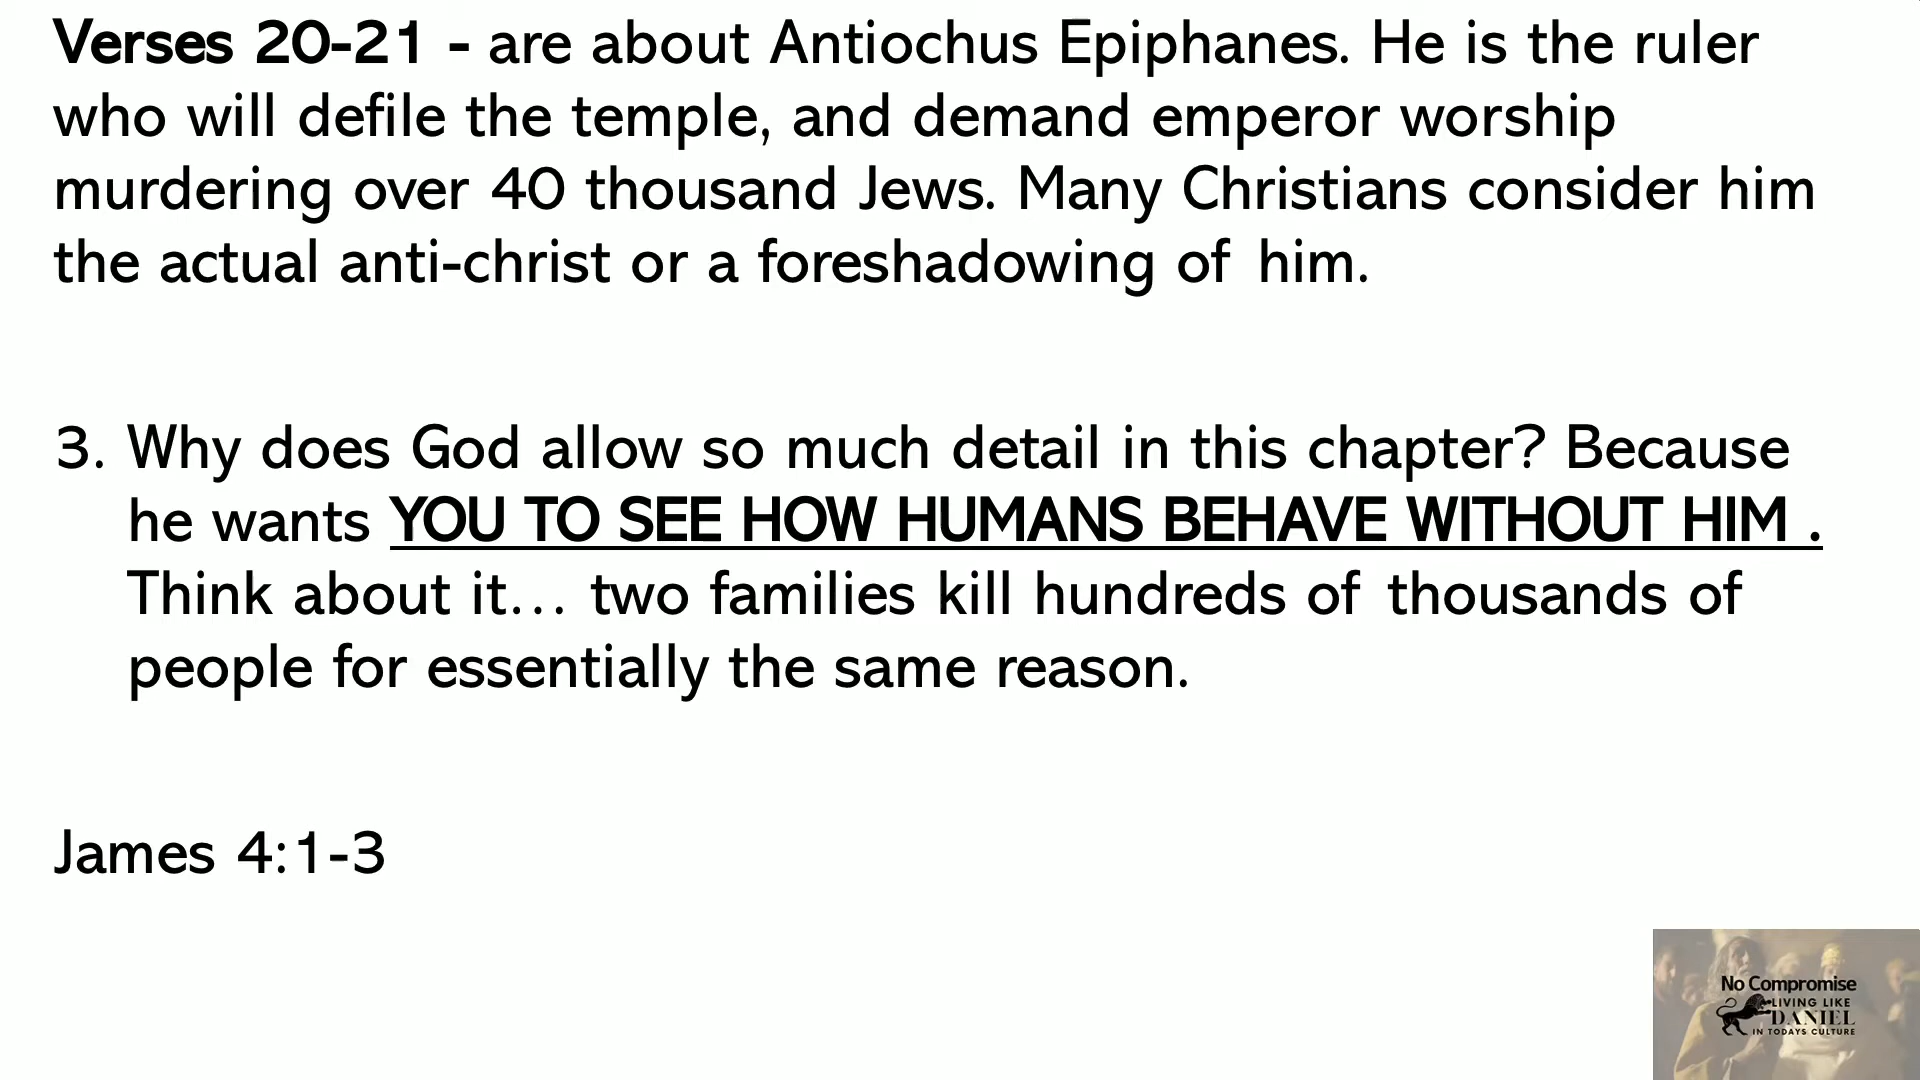 Verses 20-21 - are about Antiochus Epiphanes. He is the ruler
who will defile the temple, and demand emperor worship
murdering over 40 thousand Jews. Many Christians consider him
the actual anti-christ or a foreshadowing of him.
3. Why does God allow so much detail in this chapter? Because
he wants YOU TO SEE HOW HUMANS BEHAVE WITHOUT HIM .
Think about it... two families kill hundreds of thousands of
people for essentially the same reason.
James 4:1-3
No Compromise
LIVING LIKE
DANIEL
IN TODAYS CULTURE